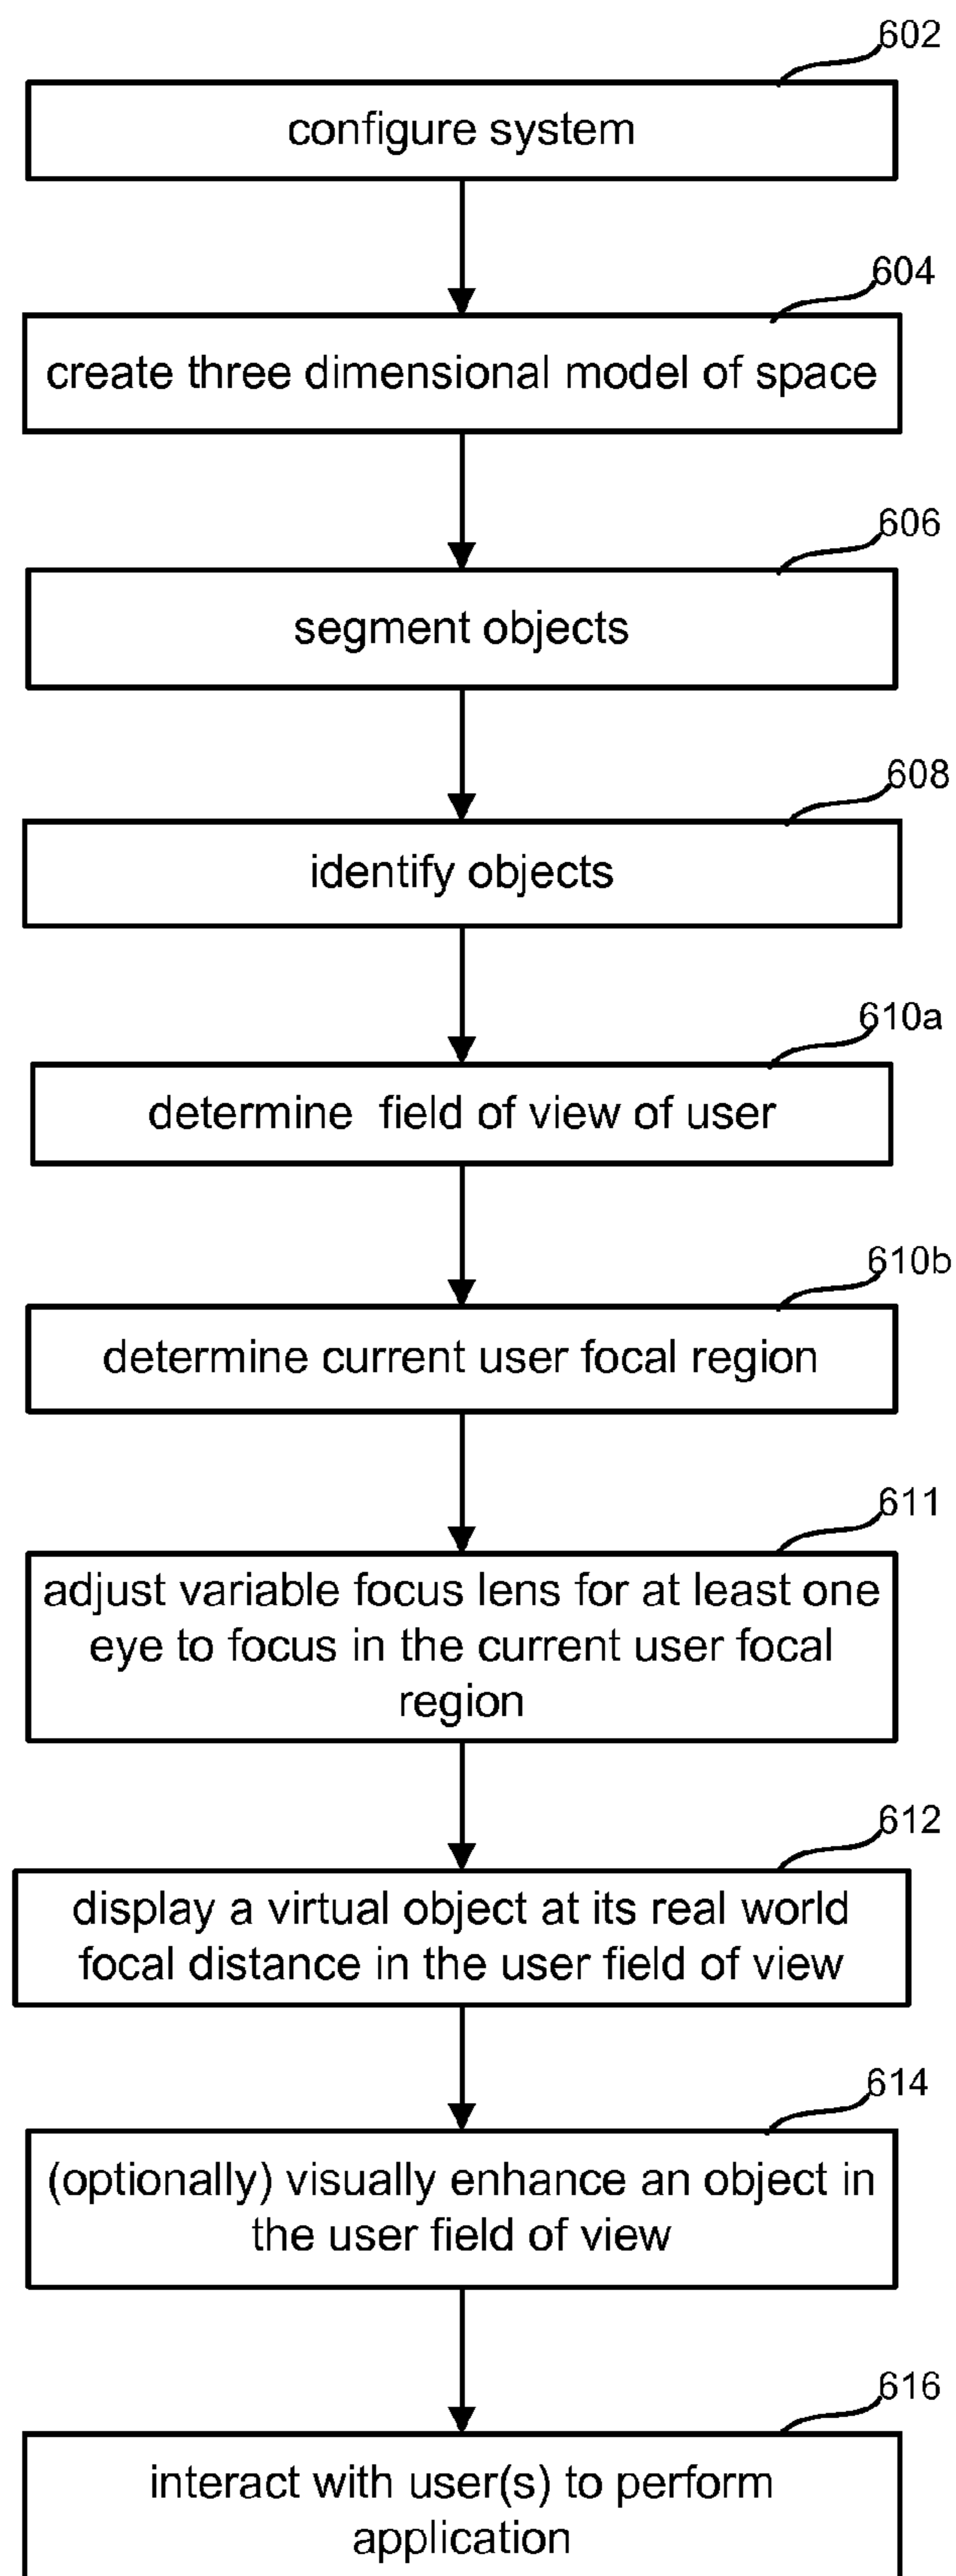 602
configure system
604
create three dimensional model of space
606
segment objects
608
identify objects
610a
determine field of view of user
610b
determine current user focal region
611
adjust variable focus lens for at least one
eye to focus in the current user focal
region
612
display a virtual object at its real world
focal distance in the user field of view
614
(optionally) visually enhance an object in
the user field of view
616
interact with user(s) to perform
application